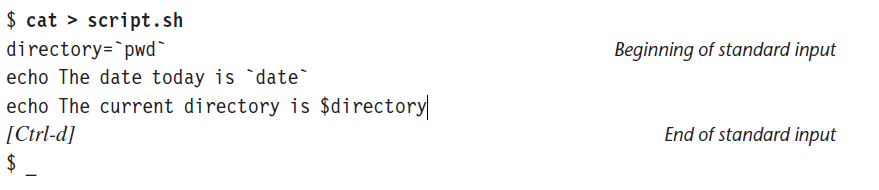 $ cat > script.sh
directory=`pwd` Beginning of standard input
echo The date today is `date`
echo The current directory is $directory
[Ctrl-d] End of standard input
$ _